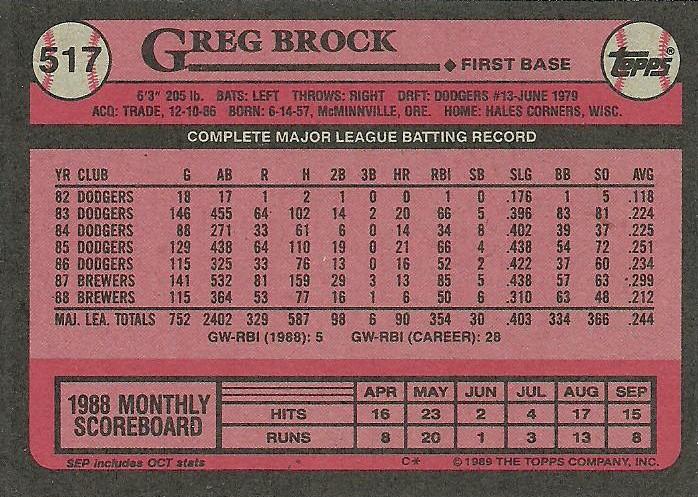 517
GREG BROCK
FIRST BASE
TOPPS®
6'3" 205 lb. BATS: LEFT THROWS: RIGHT DRFT: DODGERS #13-JUNE 1979
ACQ: TRADE, 12-10-86 BORN: 6-14-57, McMINNVILLE, ORE. HOME: HALES CORNERS, WISC.
COMPLETE MAJOR LEAGUE BATTING RECORD
YR CLUB G AB R H 2B 3B HR RBI SB SLG BB SO AVG
82 DODGERS 18 17 1 2 1 0 0 1 0 .176 1 5 .118
83 DODGERS 146 455 64 102 14 2 20 66 5 .396 83 81 .224
84 DODGERS 88 271 33 61 6 0 14 34 8 .402 39 37 .225
85 DODGERS 129 438 64 110 19 0 21 66 4 .438 54 72 .251
86 DODGERS 115 325 33 76 13 0 16 52 2 .422 37 60 .234
87 BREWERS 141 532 81 159 29 3 13 85 5 .438 57 63 .299
88 BREWERS 115 364 53 77 16 1 6 50 6 .310 63 48 .212
MAJ. LEA. TOTALS 752 2402 329 587 98 6 90 354 30 .403 334 366 .244
GW-RBI (1988): 5 GW-RBI (CAREER): 28
1988 MONTHLY
SCOREBOARD
APR MAY JUN JUL AUG SEP
HITS 16 23 2 4 17 15
RUNS 8 20 1 3 13 8
SEP includes OCT stats C* © 1989 THE TOPPS COMPANY, INC.